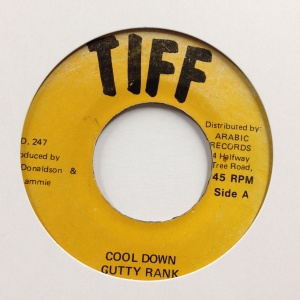 TIFF
D. 247
oduced by
Donaldson &
ammie
Distributed by:
ARABIC
RECORDS
4 Halfway
Tree Road,
45 RPM
Side A
COOL DOWN
GUTTY RANK